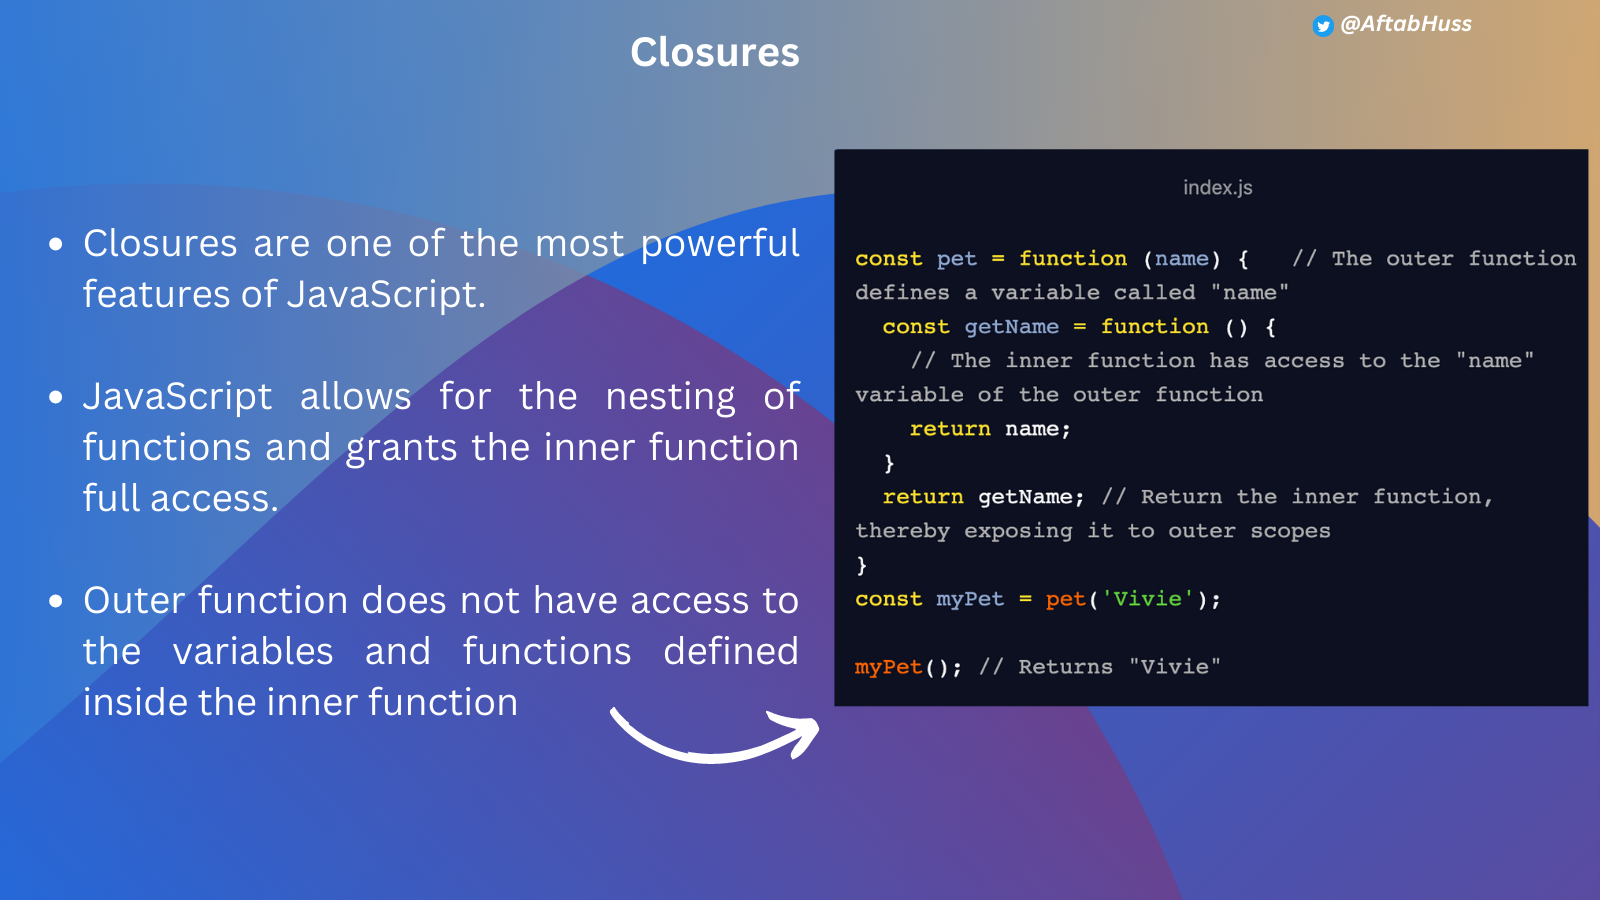 Closures
@AftabHuss
• Closures are one of the most powerful
features of JavaScript.
• JavaScript allows for the nesting of
functions and grants the inner function
full access.
• Outer function does not have access to
the variables and functions defined
inside the inner function
index.js
const pet = function (name) {   // The outer function
defines a variable called "name"
  const getName = function () {
    // The inner function has access to the "name"
variable of the outer function
    return name;
  }
  return getName; // Return the inner function,
thereby exposing it to outer scopes
}
const myPet = pet('Vivie');
myPet(); // Returns "Vivie"